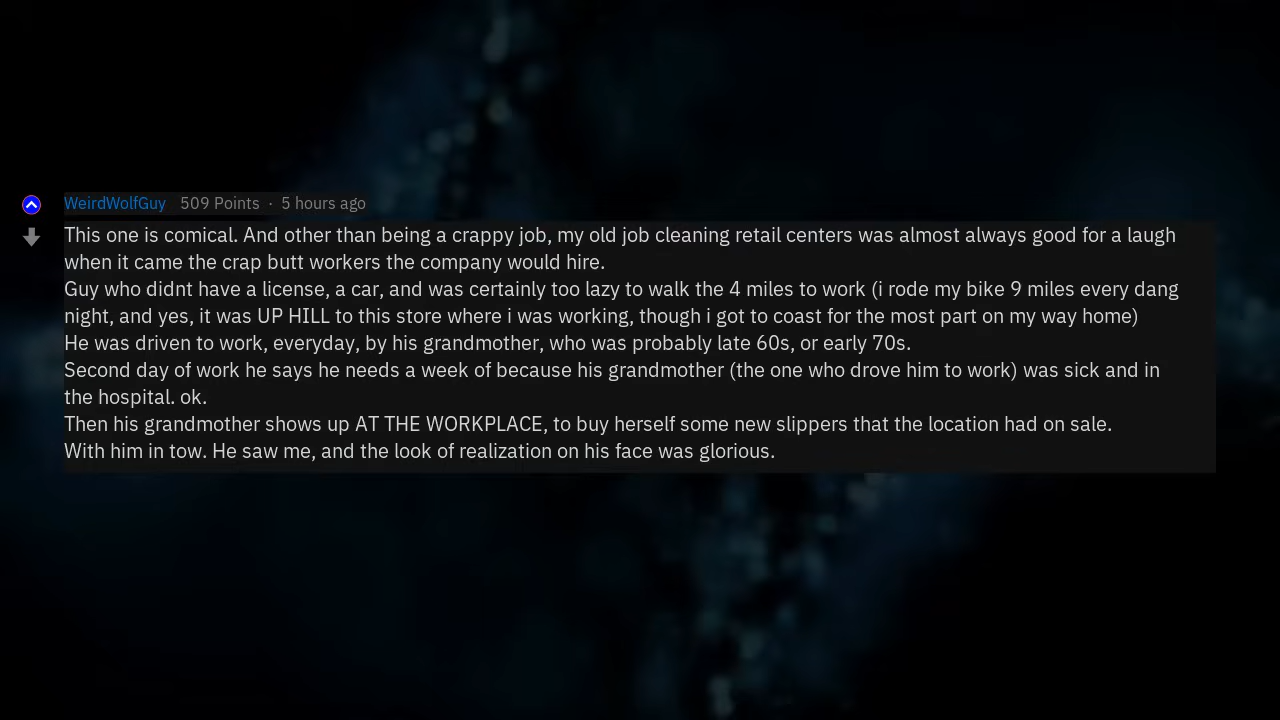 WeirdWolfGuy 509 Points · 5 hours ago
This one is comical. And other than being a crappy job, my old job cleaning retail centers was almost always good for a laugh
when it came the crap butt workers the company would hire.
Guy who didnt have a license, a car, and was certainly too lazy to walk the 4 miles to work (i rode my bike 9 miles every dang
night, and yes, it was UP HILL to this store where i was working, though i got to coast for the most part on my way home)
He was driven to work, everyday, by his grandmother, who was probably late 60s, or early 70s.
Second day of work he says he needs a week of because his grandmother (the one who drove him to work) was sick and in
the hospital. ok.
Then his grandmother shows up AT THE WORKPLACE, to buy herself some new slippers that the location had on sale.
With him in tow. He saw me, and the look of realization on his face was glorious.